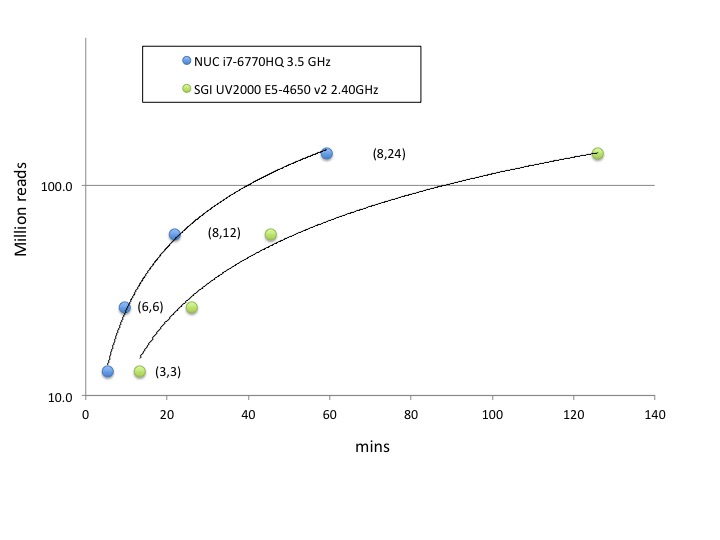 NUC i7-6770HQ 3.5 GHz
SGI UV2000 E5-4650 v2 2.40GHz
Million reads
100.0
10.0
(8,24)
(8,12)
(6,6)
(3,3)
0 20 40 60 80 100 120 140
mins